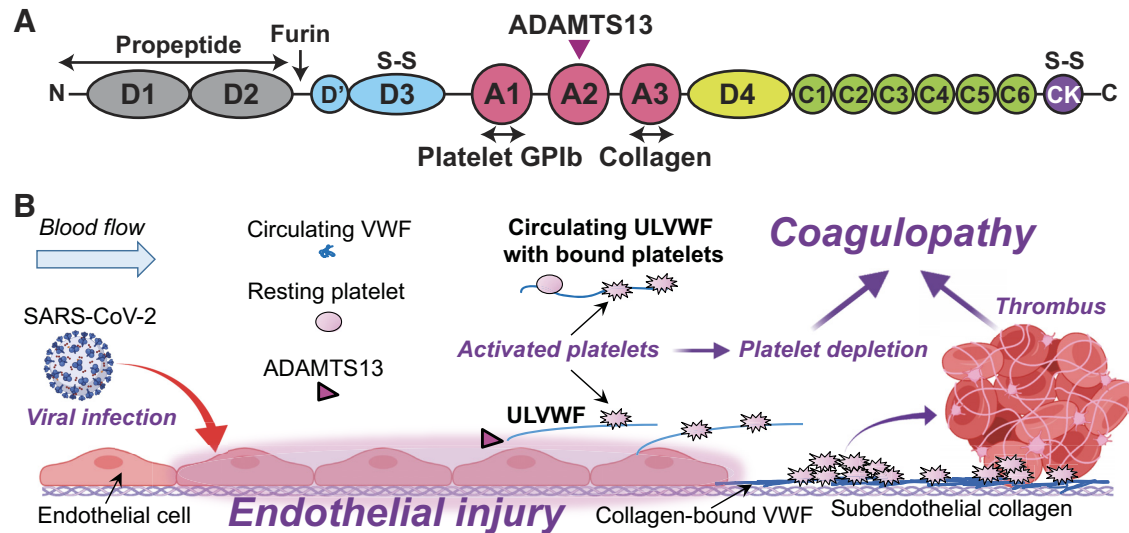 A
ADAMTS13
Propeptide
Furin
S-S
S-S
N
D1
D2
D'
D3
A1
A2
A3
D4
C1
C2
C3
C4
C5
C6
CK
C
Platelet GPIb
Collagen
B
Blood flow
Circulating VWF
Circulating ULVWF
with bound platelets
Coagulopathy
Resting platelet
SARS-CoV-2
Thrombus
Activated platelets
Platelet depletion
ADAMTS13
Viral infection
ULVWF
Endothelial cell
Endothelial injury
Collagen-bound VWF
Subendothelial collagen